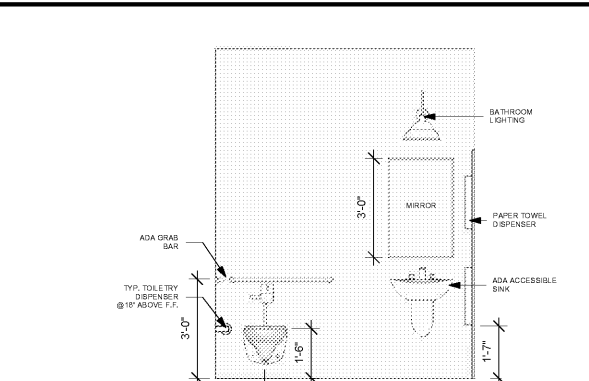 BATHROOM
LIGHTING
3'-0"
MIRROR
PAPER TOWEL
DISPENSER
ADA GRAB
BAR
ADA ACCESSIBLE
SINK
TYP. TOILETRY
DISPENSER
@18" ABOVE F.F.
3'-0"
1'-6"
1'-7"